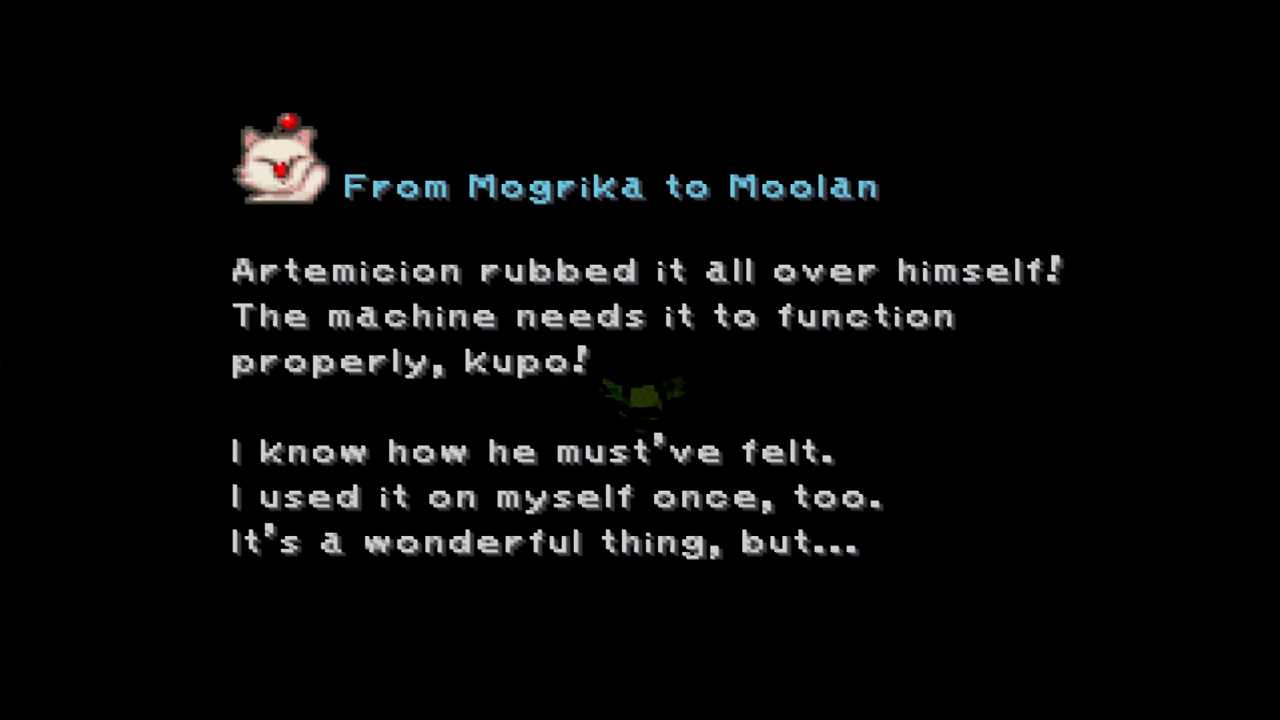 From Mogrika to Moolan
Artemicion rubbed it all over himself!
The machine needs it to function
properly, kupo!
I know how he must've felt.
I used it on myself once, too.
It's a wonderful thing, but...